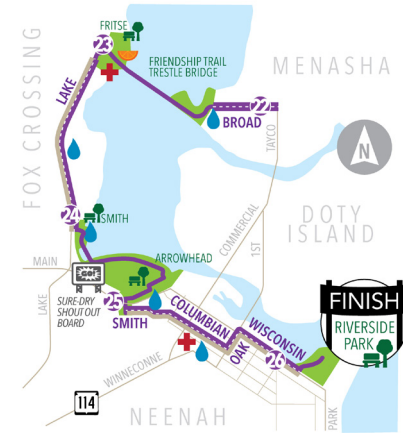 FRITSE
23
FRIENDSHIP TRAIL
TRESTLE BRIDGE
MENASHA
FOX CROSSING
LAKE
22
BROAD
TAYCO
N
24
SMITH
DOTY
ISLAND
COMMERCIAL
1ST
MAIN
GO!
ARROWHEAD
LAKE
SURE-DRY
SHOUT OUT
BOARD
25
SMITH
COLUMBIAN
OAK
WISCONSIN
26
FINISH
RIVERSIDE
PARK
WINNECONNE
114
NEENAH
PARK